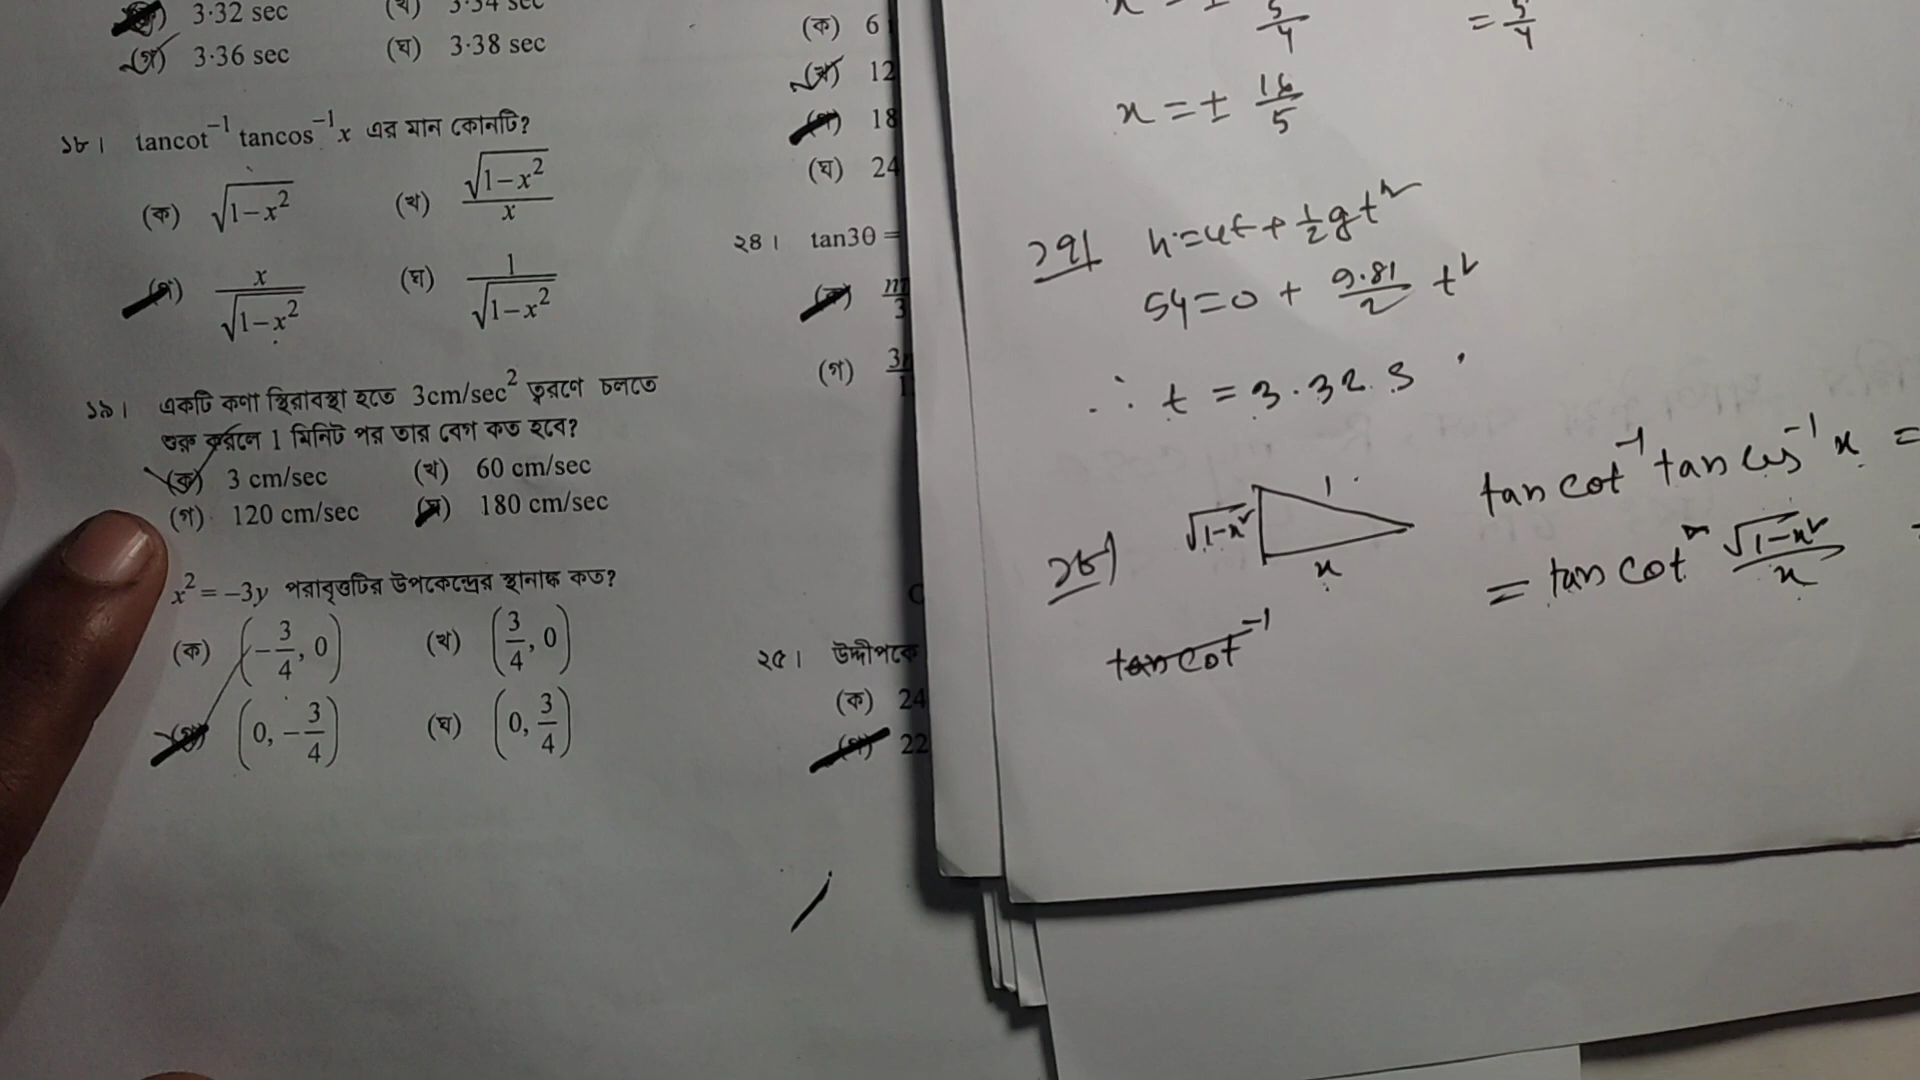 3·32 sec
(গ) 3·36 sec (ঘ) 3·38 sec
১৮। tancot⁻¹ tancos⁻¹x এর মান কোনটি?
(ক) √(1−x²) (খ) √(1−x²)/x
(গ) x/√(1−x²) (ঘ) 1/√(1−x²)
১৯। একটি কণা স্থিরাবস্থা হতে 3cm/sec² ত্বরণে চলতে
শুরু করলে 1 মিনিট পর তার বেগ কত হবে?
(ক) 3 cm/sec (খ) 60 cm/sec
(গ) 120 cm/sec (ঘ) 180 cm/sec
x² = −3y পরাবৃত্তটির উপকেন্দ্রের স্থানাঙ্ক কত?
(ক) (−3/4, 0) (খ) (3/4, 0)
(গ) (0, −3/4) (ঘ) (0, 3/4)
(ক) 6
(খ) 12
(গ) 18
(ঘ) 24
২৪। tan3θ =
m/3
(গ)
২৫। উদ্দীপকে
(ক) 24
(গ) 22
x = ± 16/5
১৭। h = ut + ½gt²
54 = 0 + 9.81/2 t²
∴ t = 3.32 s
১৮। √1−x² 1 x
tan cot⁻¹ tan cos⁻¹ x =
= tan cot⁻¹ √1−x²/x
tan cot⁻¹